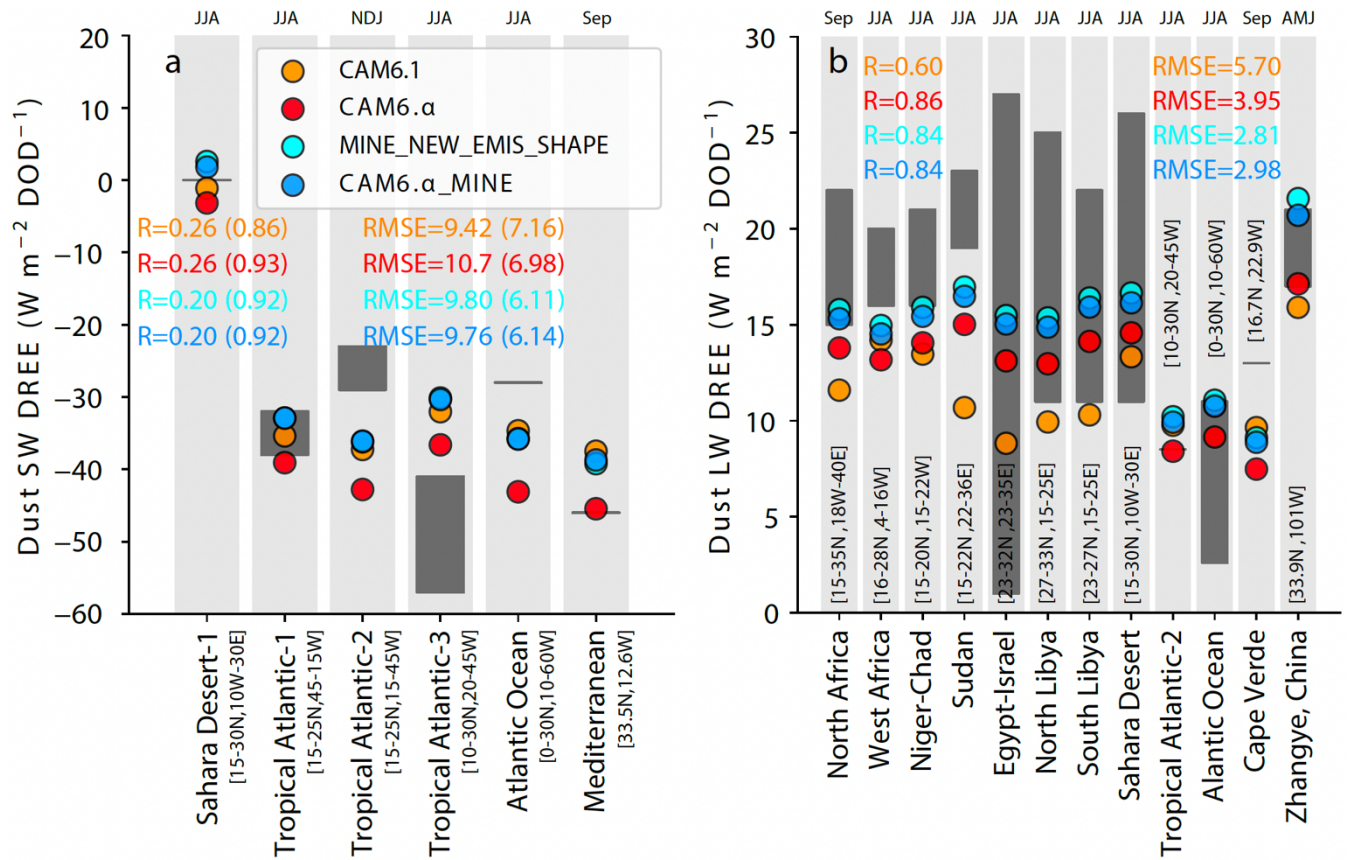 JJA JJA NDJ JJA JJA Sep
Dust SW DREE (W m⁻² DOD⁻¹)
20
10
0
−10
−20
−30
−40
−50
−60
a
CAM6.1
CAM6.α
MINE_NEW_EMIS_SHAPE
CAM6.α_MINE
R=0.26 (0.86) RMSE=9.42 (7.16)
R=0.26 (0.93) RMSE=10.7 (6.98)
R=0.20 (0.92) RMSE=9.80 (6.11)
R=0.20 (0.92) RMSE=9.76 (6.14)
Sahara Desert-1
[15-30N,10W-30E]
Tropical Atlantic-1
[15-25N,45-15W]
Tropical Atlantic-2
[15-25N,15-45W]
Tropical Atlantic-3
[10-30N,20-45W]
Atlantic Ocean
[0-30N,10-60W]
Mediterranean
[33.5N,12.6W]
Sep JJA JJA JJA JJA JJA JJA JJA JJA JJA Sep AMJ
Dust LW DREE (W m⁻² DOD⁻¹)
30
25
20
15
10
5
0
b
R=0.60 RMSE=5.70
R=0.86 RMSE=3.95
R=0.84 RMSE=2.81
R=0.84 RMSE=2.98
[15-35N,18W-40E]
[16-28N,4-16W]
[15-20N,15-22W]
[15-22N,22-36E]
[23-32N,23-35E]
[27-33N,15-25E]
[23-27N,15-25E]
[15-30N,10W-30E]
[10-30N,20-45W]
[0-30N,10-60W]
[16.7N,22.9W]
[33.9N,101W]
North Africa
West Africa
Niger-Chad
Sudan
Egypt-Israel
North Libya
South Libya
Sahara Desert
Tropical Atlantic-2
Alantic Ocean
Cape Verde
Zhangye, China